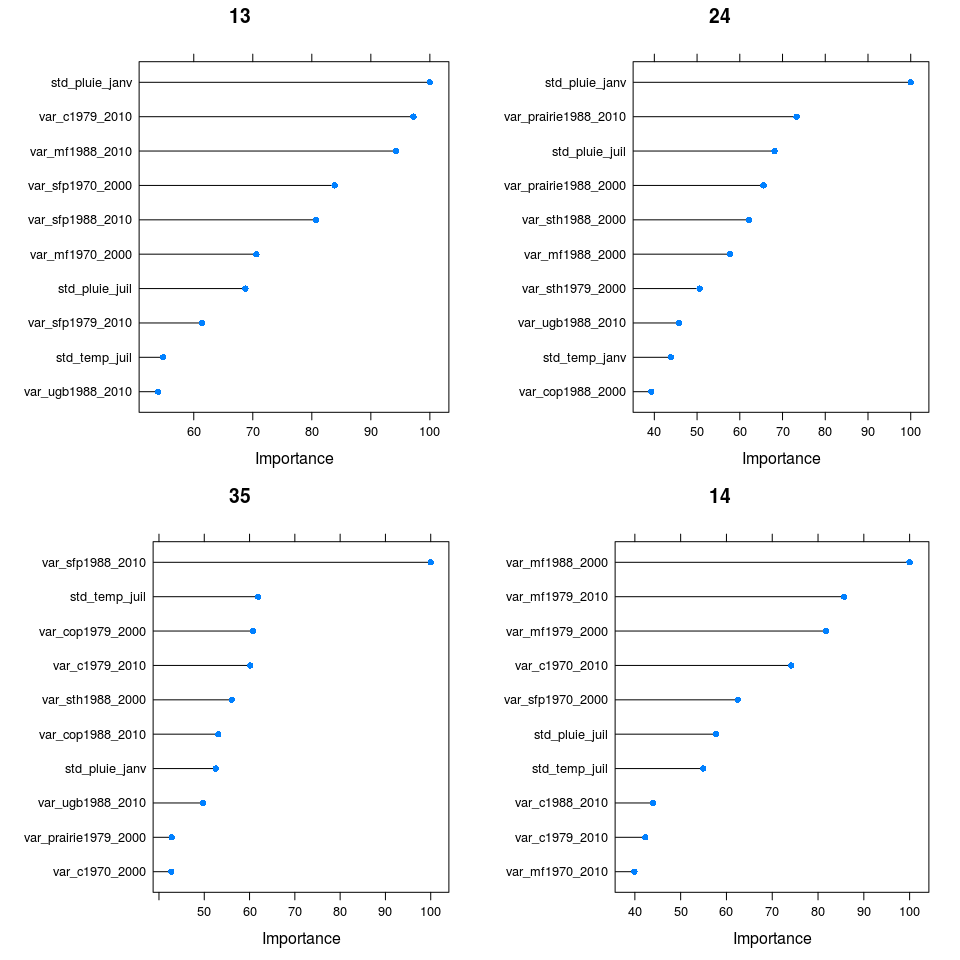 13
std_pluie_janv
var_c1979_2010
var_mf1988_2010
var_sfp1970_2000
var_sfp1988_2010
var_mf1970_2000
std_pluie_juil
var_sfp1979_2010
std_temp_juil
var_ugb1988_2010
60 70 80 90 100
Importance
24
std_pluie_janv
var_prairie1988_2010
std_pluie_juil
var_prairie1988_2000
var_sth1988_2000
var_mf1988_2000
var_sth1979_2000
var_ugb1988_2010
std_temp_janv
var_cop1988_2000
40 50 60 70 80 90 100
Importance
35
var_sfp1988_2010
std_temp_juil
var_cop1979_2000
var_c1979_2010
var_sth1988_2000
var_cop1988_2010
std_pluie_janv
var_ugb1988_2010
var_prairie1979_2000
var_c1970_2000
50 60 70 80 90 100
Importance
14
var_mf1988_2000
var_mf1979_2010
var_mf1979_2000
var_c1970_2010
var_sfp1970_2000
std_pluie_juil
std_temp_juil
var_c1988_2010
var_c1979_2010
var_mf1970_2010
40 50 60 70 80 90 100
Importance